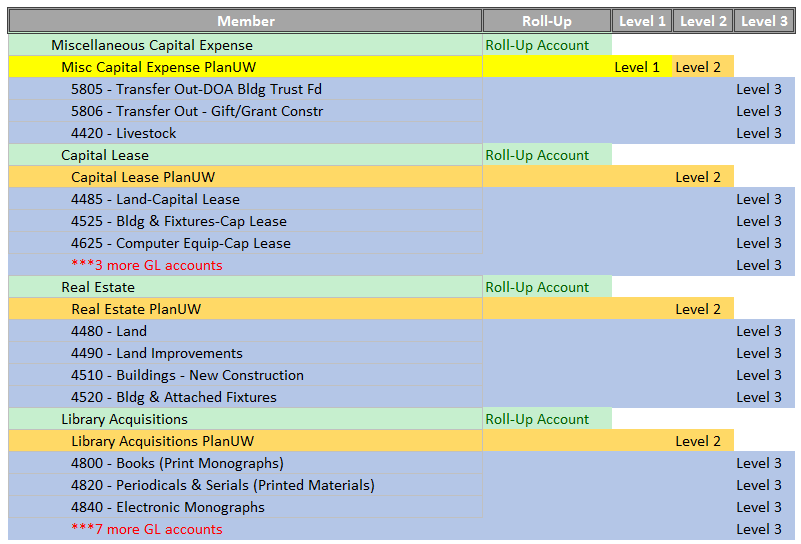 Member Roll-Up Level 1 Level 2 Level 3
Miscellaneous Capital Expense Roll-Up Account
Misc Capital Expense PlanUW Level 1 Level 2
5805 - Transfer Out-DOA Bldg Trust Fd Level 3
5806 - Transfer Out - Gift/Grant Constr Level 3
4420 - Livestock Level 3
Capital Lease Roll-Up Account
Capital Lease PlanUW Level 2
4485 - Land-Capital Lease Level 3
4525 - Bldg & Fixtures-Cap Lease Level 3
4625 - Computer Equip-Cap Lease Level 3
***3 more GL accounts Level 3
Real Estate Roll-Up Account
Real Estate PlanUW Level 2
4480 - Land Level 3
4490 - Land Improvements Level 3
4510 - Buildings - New Construction Level 3
4520 - Bldg & Attached Fixtures Level 3
Library Acquisitions Roll-Up Account
Library Acquisitions PlanUW Level 2
4800 - Books (Print Monographs) Level 3
4820 - Periodicals & Serials (Printed Materials) Level 3
4840 - Electronic Monographs Level 3
***7 more GL accounts Level 3